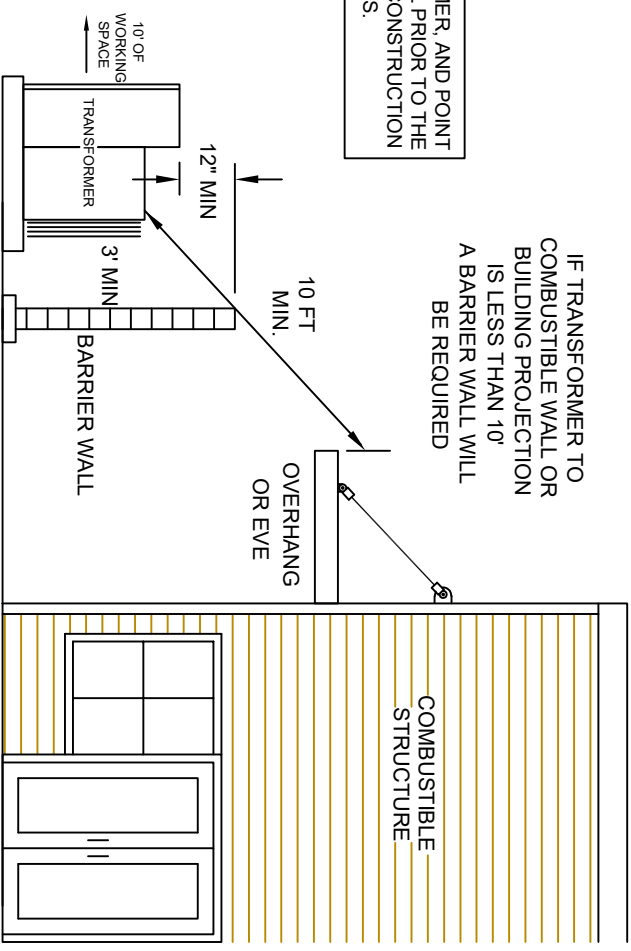 MER, AND POINT
PRIOR TO THE
CONSTRUCTION
S.
IF TRANSFORMER TO
COMBUSTIBLE WALL OR
BUILDING PROJECTION
IS LESS THAN 10'
A BARRIER WALL WILL
BE REQUIRED
10' OF
WORKING
SPACE
TRANSFORMER
12" MIN
3' MIN
BARRIER WALL
10 FT
MIN.
OVERHANG
OR EVE
COMBUSTIBLE
STRUCTURE